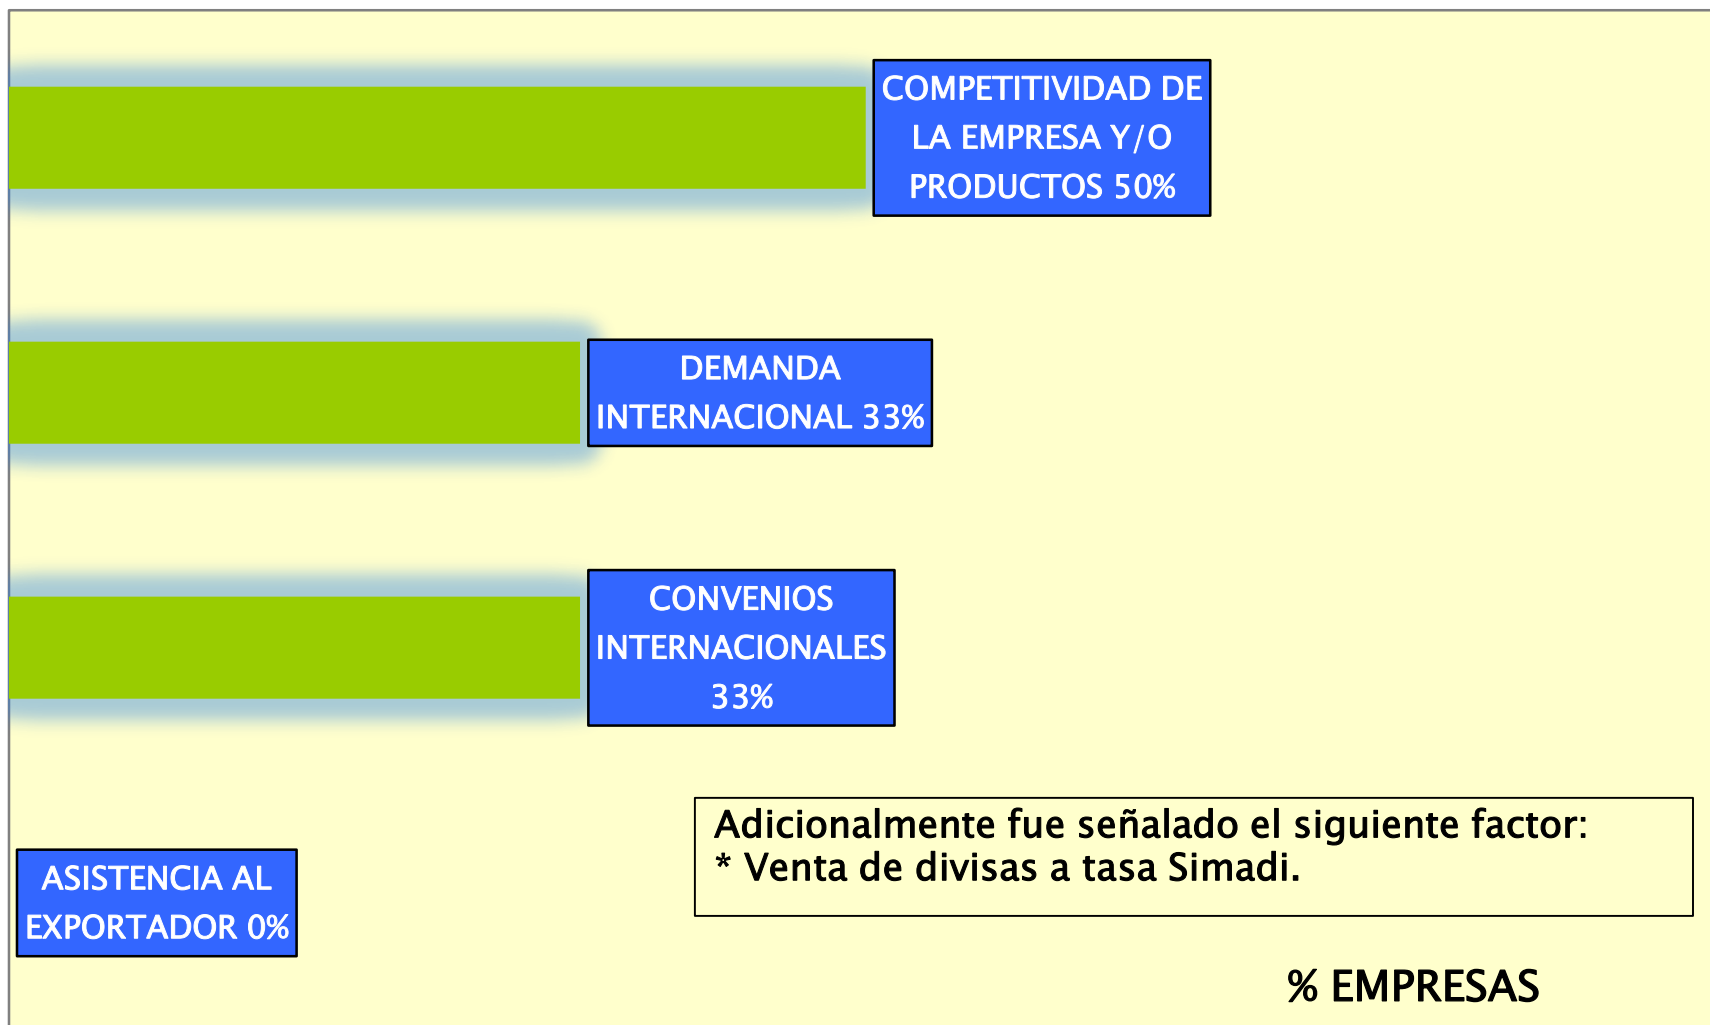 COMPETITIVIDAD DE
LA EMPRESA Y/O
PRODUCTOS 50%
DEMANDA
INTERNACIONAL 33%
CONVENIOS
INTERNACIONALES
33%
Adicionalmente fue señalado el siguiente factor:
* Venta de divisas a tasa Simadi.
ASISTENCIA AL
EXPORTADOR 0%
% EMPRESAS